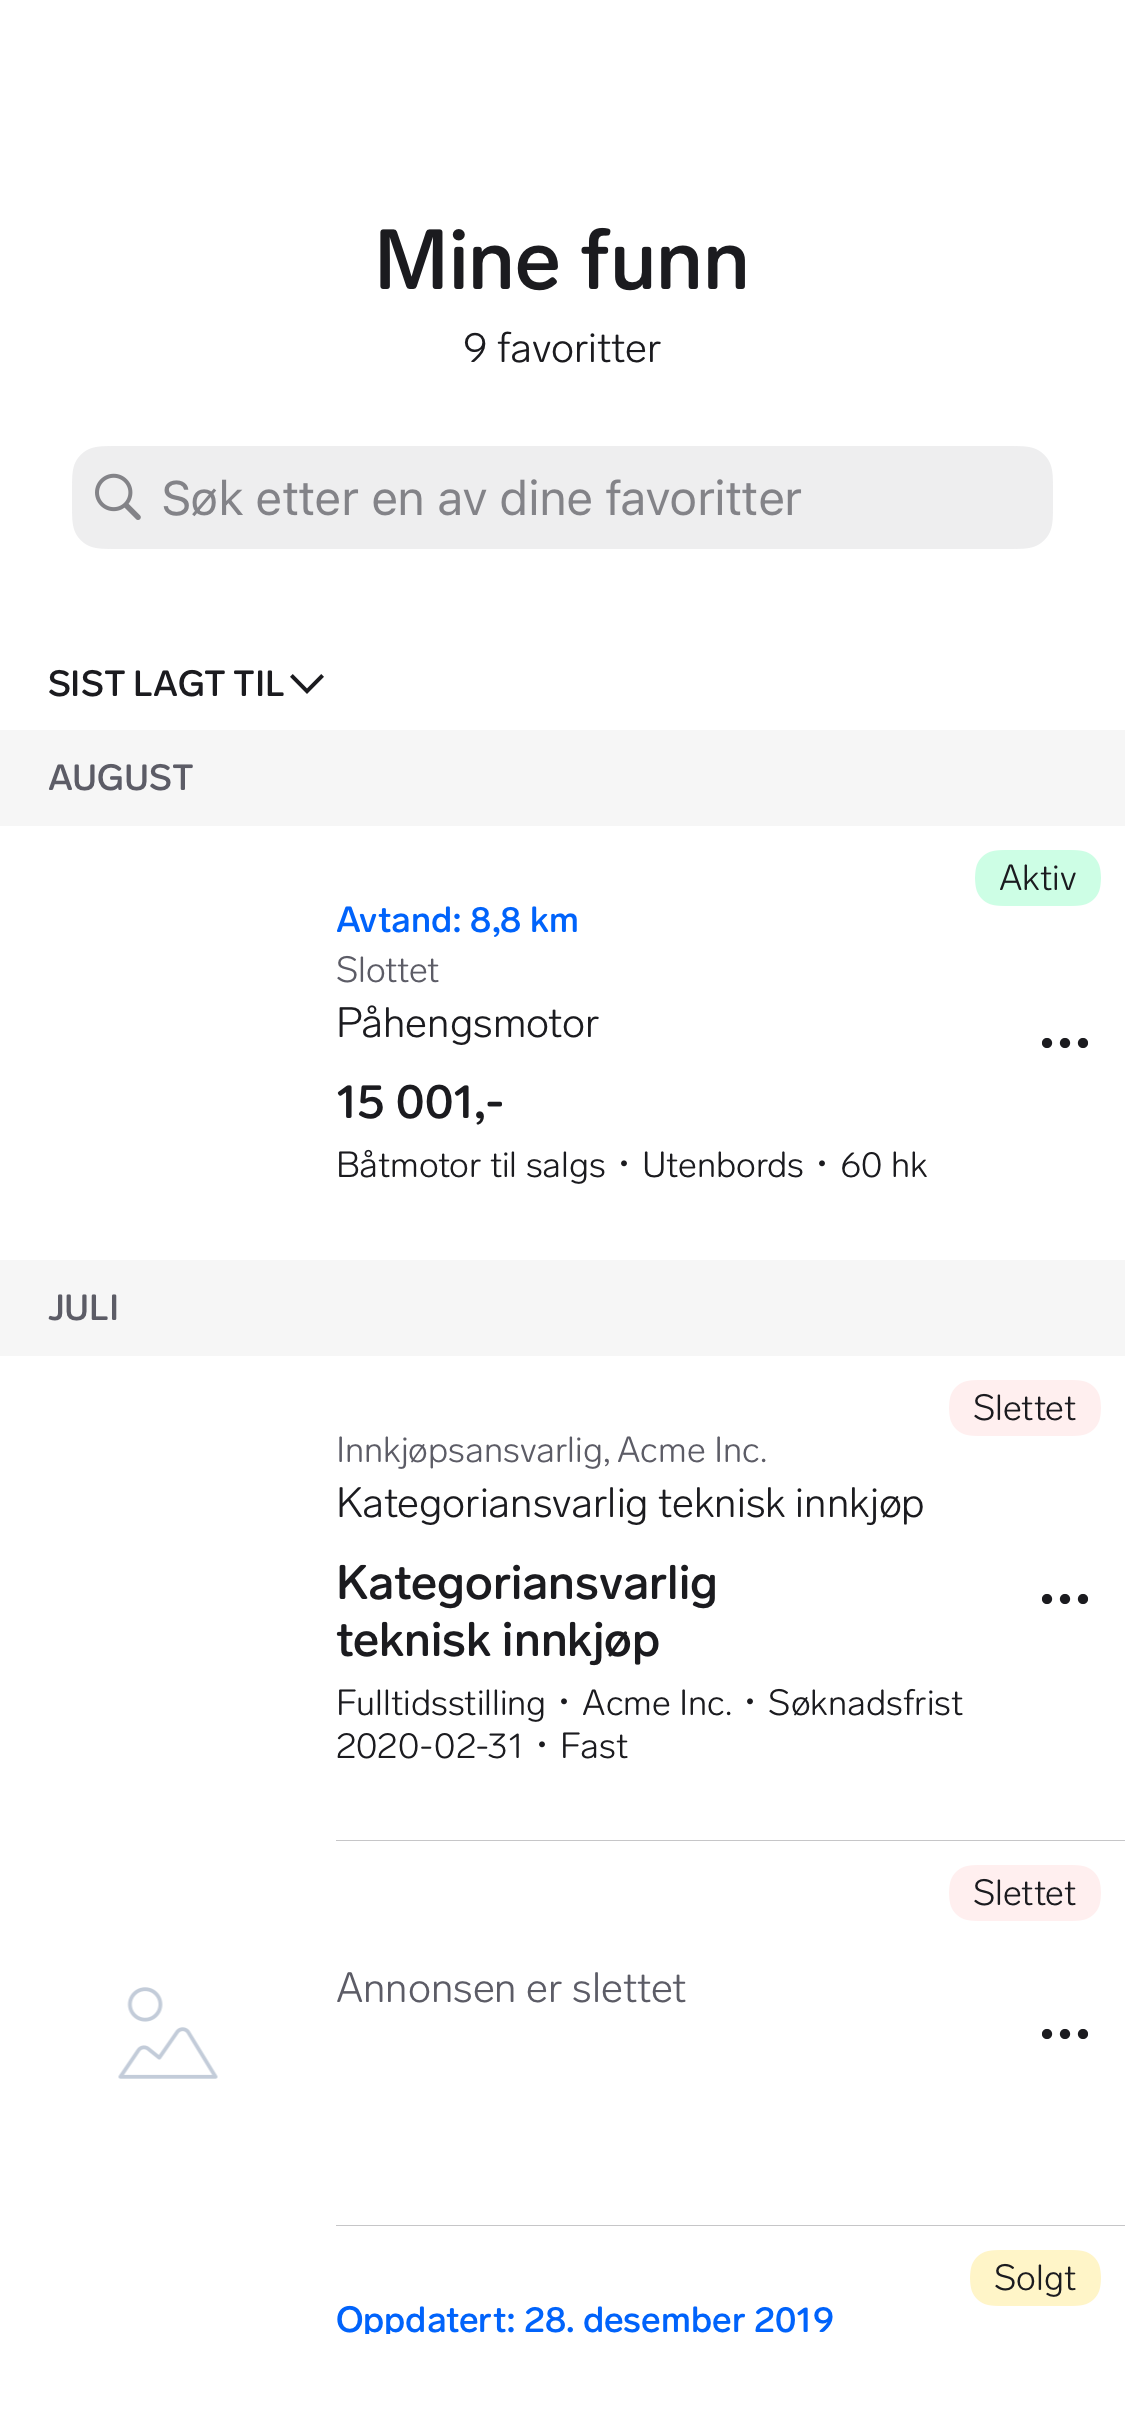 Mine funn
9 favoritter
Søk etter en av dine favoritter
SIST LAGT TIL
AUGUST
Aktiv
Avtand: 8,8 km
Slottet
Påhengsmotor
15 001,-
Båtmotor til salgs • Utenbords • 60 hk
JULI
Slettet
Innkjøpsansvarlig, Acme Inc.
Kategoriansvarlig teknisk innkjøp
Kategoriansvarlig
teknisk innkjøp
Fulltidsstilling • Acme Inc. • Søknadsfrist
2020-02-31 • Fast
Slettet
Annonsen er slettet
Solgt
Oppdatert: 28. desember 2019